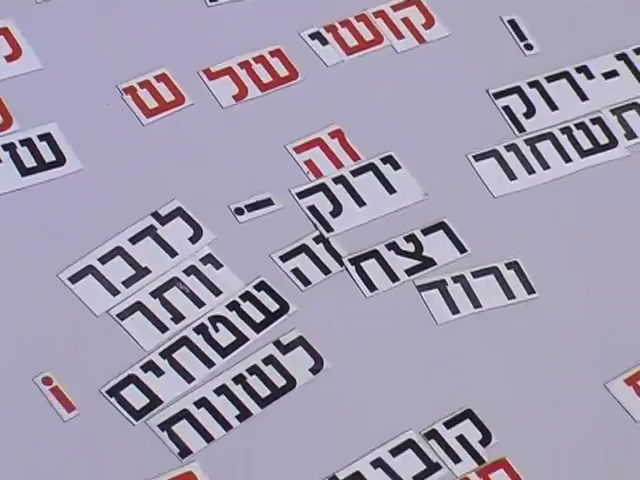 קושי
של ש
!
ן-ירוק
תשחור
זה
ירוק
!
זה רצח
ורוד
לדבר
יותר
שטחים
לשנות
!